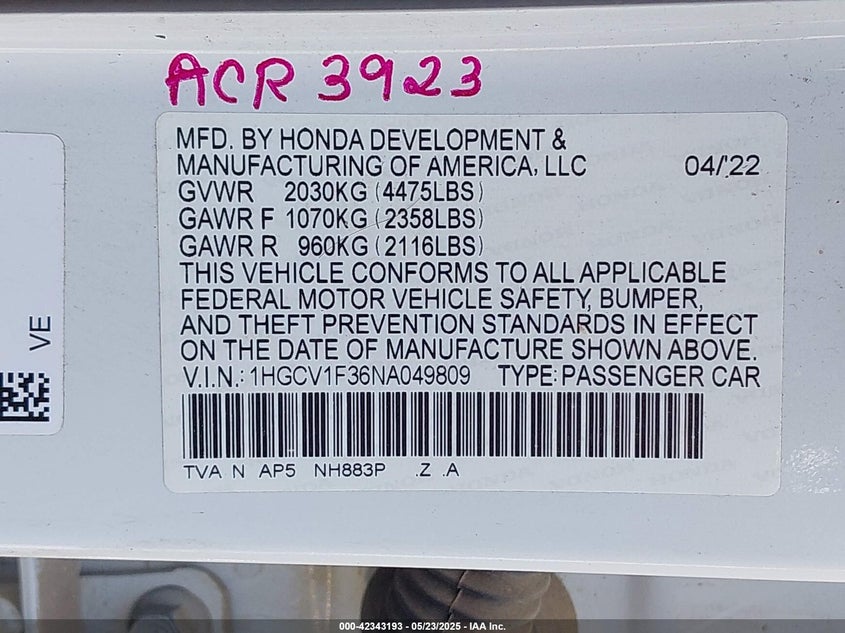 ACR 3923
MFD. BY HONDA DEVELOPMENT &
MANUFACTURING OF AMERICA, LLC 04/22
GVWR 2030KG (4475LBS)
GAWR F 1070KG (2358LBS)
GAWR R 960KG (2116LBS)
THIS VEHICLE CONFORMS TO ALL APPLICABLE
FEDERAL MOTOR VEHICLE SAFETY, BUMPER,
AND THEFT PREVENTION STANDARDS IN EFFECT
ON THE DATE OF MANUFACTURE SHOWN ABOVE.
V.I.N.: 1HGCV1F36NA049809 TYPE: PASSENGER CAR
TVA N AP5 NH883P .Z .A
VE
000-42343193 - 05/23/2025 - IAA Inc.